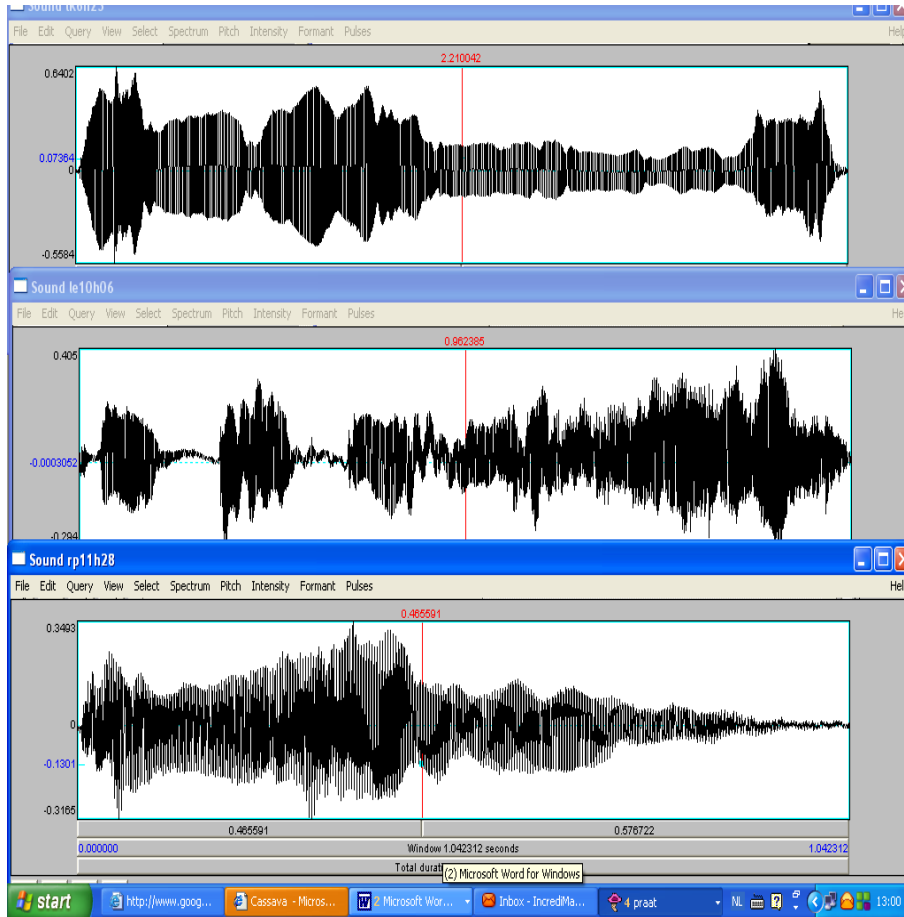 File Edit Query View Select Spectrum Pitch Intensity Formant Pulses Help
2.210042
0.6402
0.07364
0
-0.5584
Sound le10h06
File Edit Query View Select Spectrum Pitch Intensity Formant Pulses He
0.962385
0.405
-0.0003052
-0.294
Sound rp11h28
File Edit Query View Select Spectrum Pitch Intensity Formant Pulses Hel
0.465591
0.3493
0
-0.1301
-0.3165
0.465591 0.576722
0.000000 Window 1.042312 seconds 1.042312
Total durati
(2) Microsoft Word for Windows
start http://www.goog... Cassava - Micros... 2 Microsoft Wor... Inbox - IncrediMa... 4 praat NL 13:00